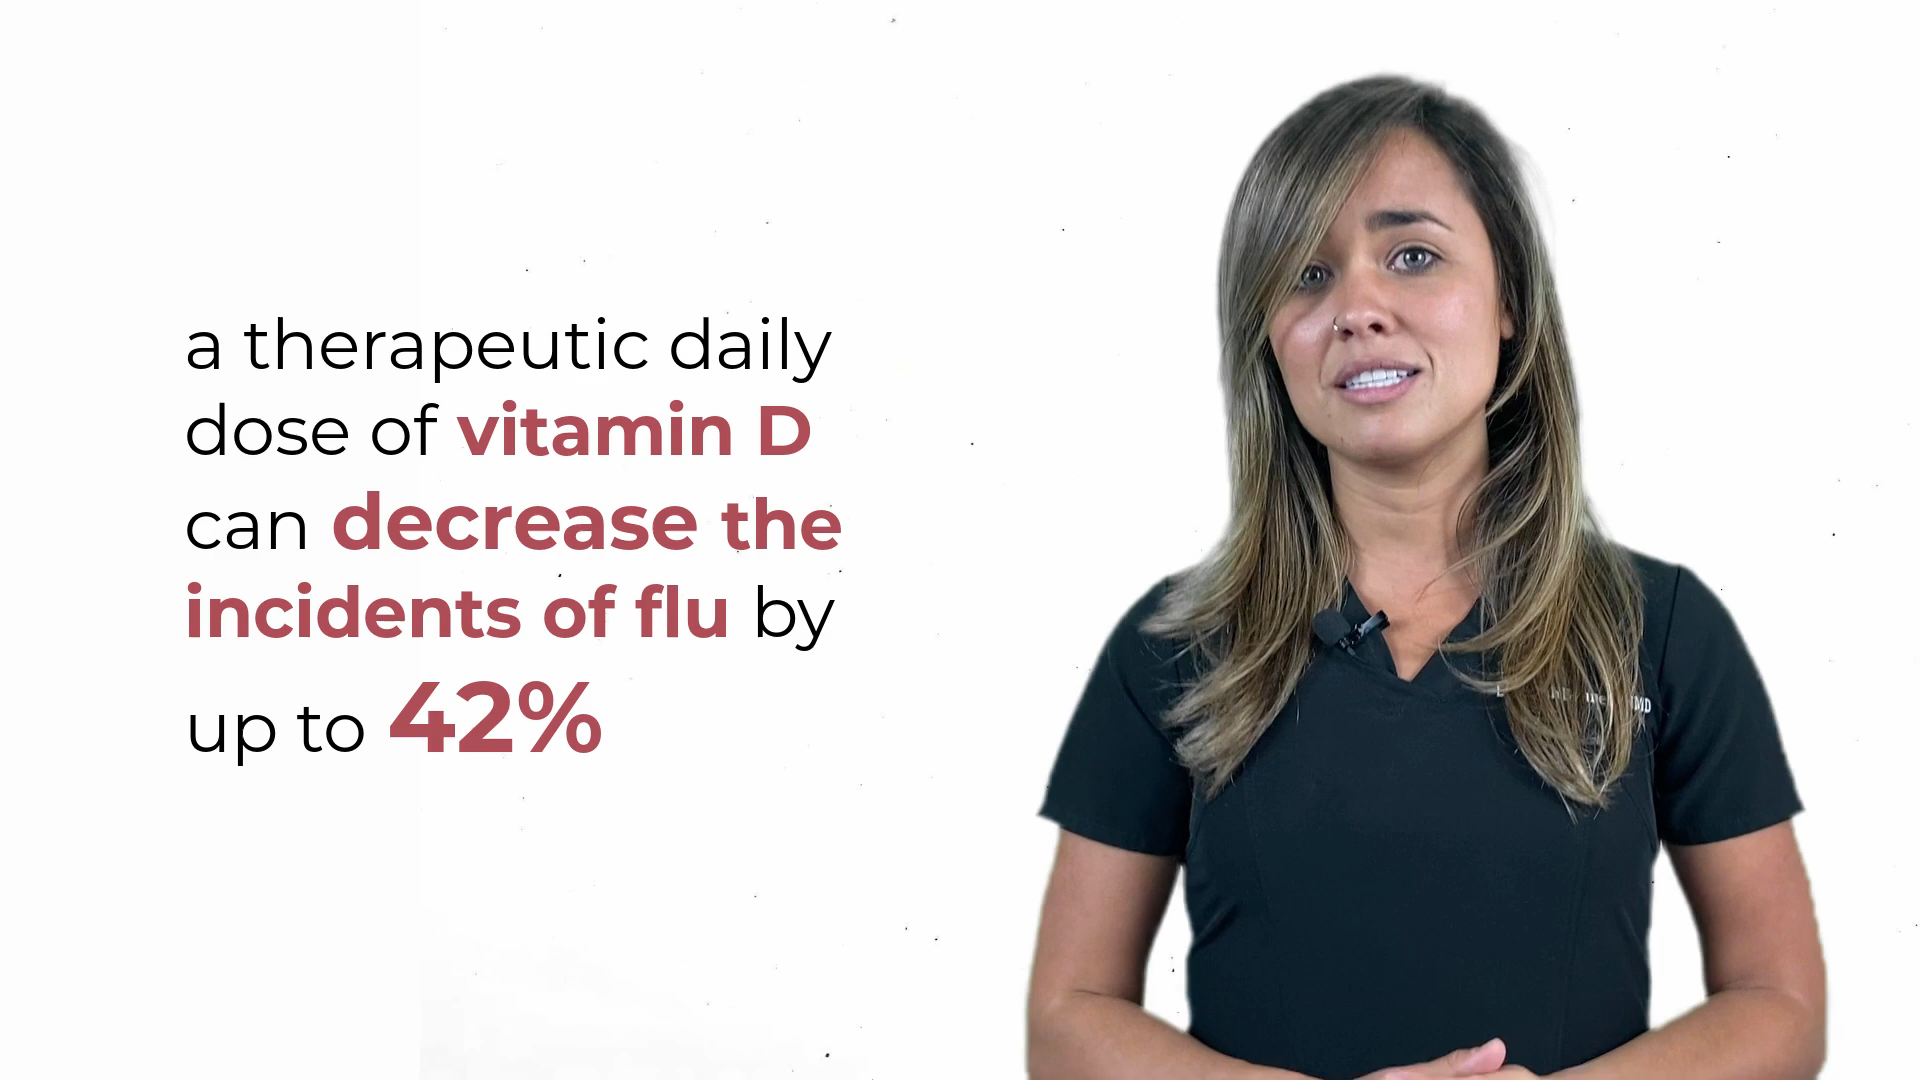 a therapeutic daily
dose of vitamin D
can decrease the
incidents of flu by
up to 42%